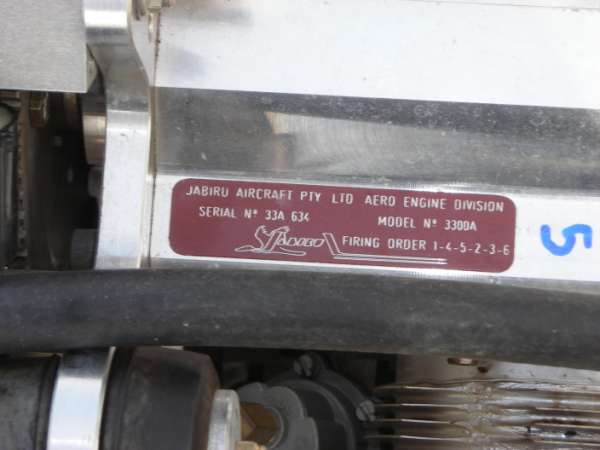 JABIRU AIRCRAFT PTY LTD AERO ENGINE DIVISION
SERIAL Nº 33A 634 MODEL Nº 3300A
JABIRU FIRING ORDER 1-4-5-2-3-6
5